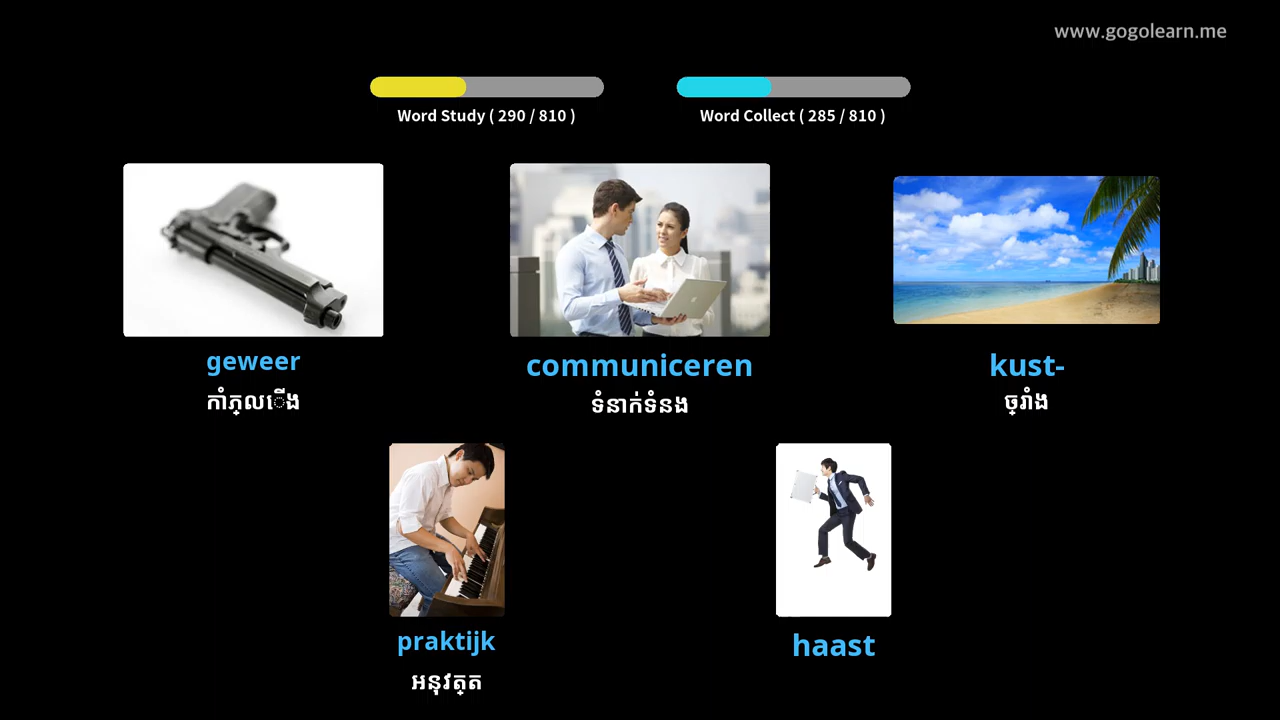 www.gogolearn.me
Word Study ( 290 / 810 )
Word Collect ( 285 / 810 )
geweer
កាំភ្លើង
communiceren
ទំនាក់ទំនង
kust-
ច្រាំង
praktijk
អនុវត្ត
haast